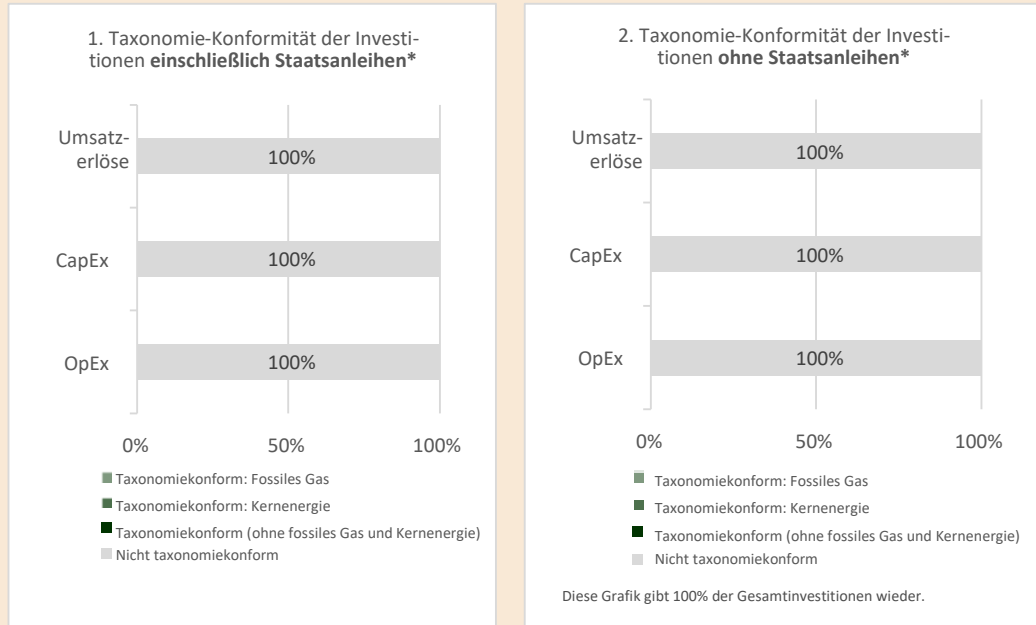 1. Taxonomie-Konformität der Investi-
tionen einschließlich Staatsanleihen*
Umsatz-
erlöse
100%
CapEx
100%
OpEx
100%
0%
50%
100%
Taxonomiekonform: Fossiles Gas
Taxonomiekonform: Kernenergie
Taxonomiekonform (ohne fossiles Gas und Kernenergie)
Nicht taxonomiekonform
2. Taxonomie-Konformität der Investi-
tionen ohne Staatsanleihen*
Umsatz-
erlöse
100%
CapEx
100%
OpEx
100%
0%
50%
100%
Taxonomiekonform: Fossiles Gas
Taxonomiekonform: Kernenergie
Taxonomiekonform (ohne fossiles Gas und Kernenergie)
Nicht taxonomiekonform
Diese Grafik gibt 100% der Gesamtinvestitionen wieder.